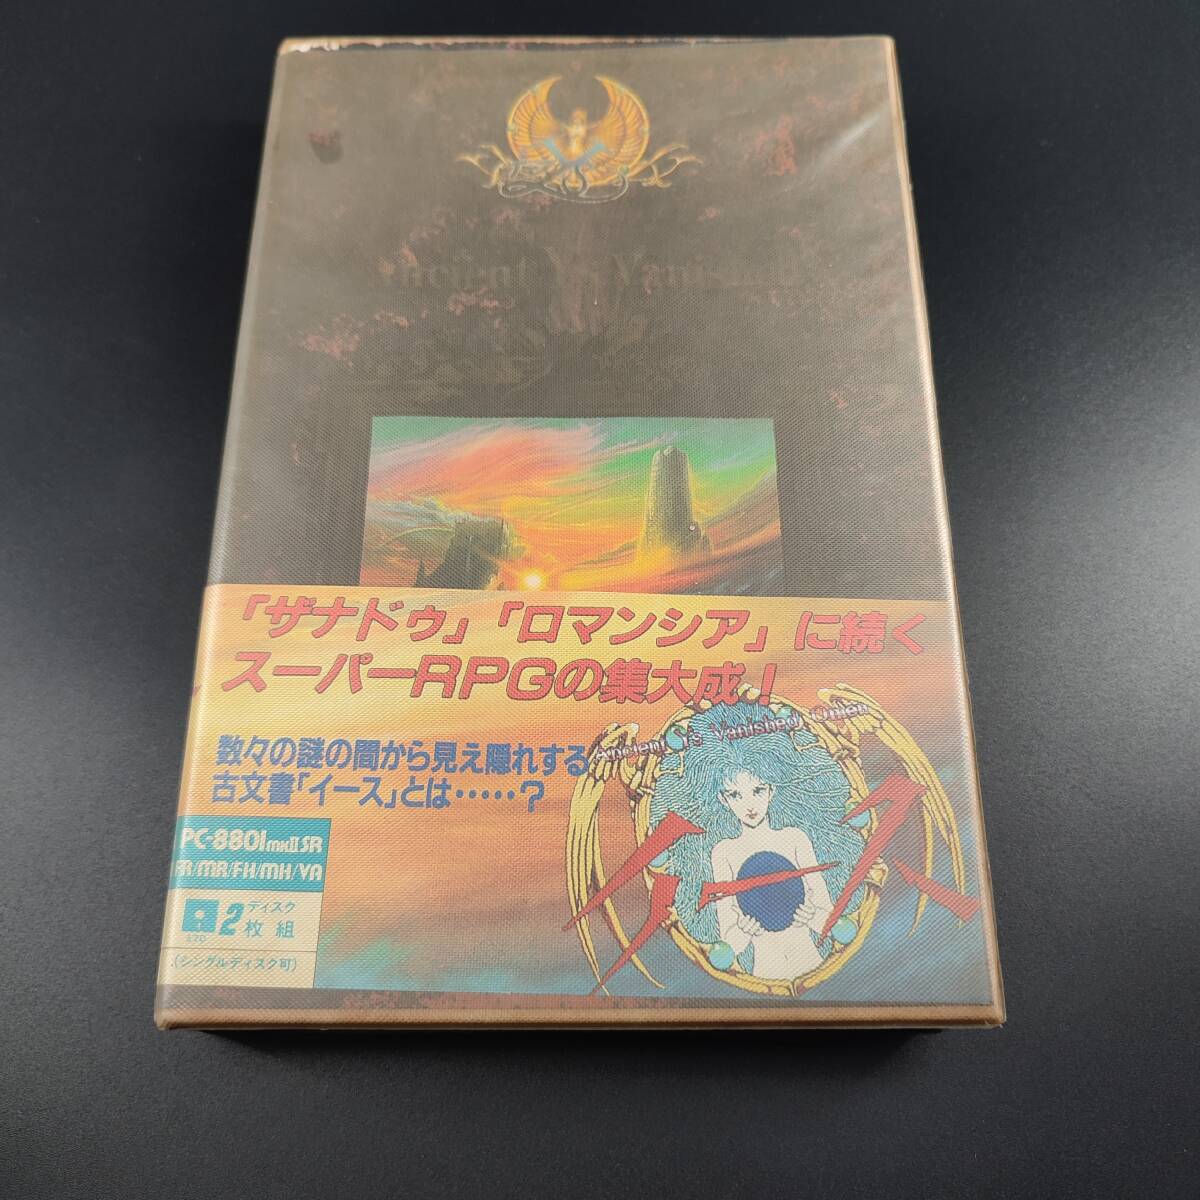 Ancient Ys Vanished
「ザナドゥ」「ロマンシア」に続く
スーパーRPGの集大成!
数々の謎の間から見え隠れする
古文書「イース」とは‥‥‥?
Ancient Ys Vanished Omen
イース
PC-8801mkIISR
FR/MR/FH/MH/VA
ディスク
2枚組
(シングルディスク可)